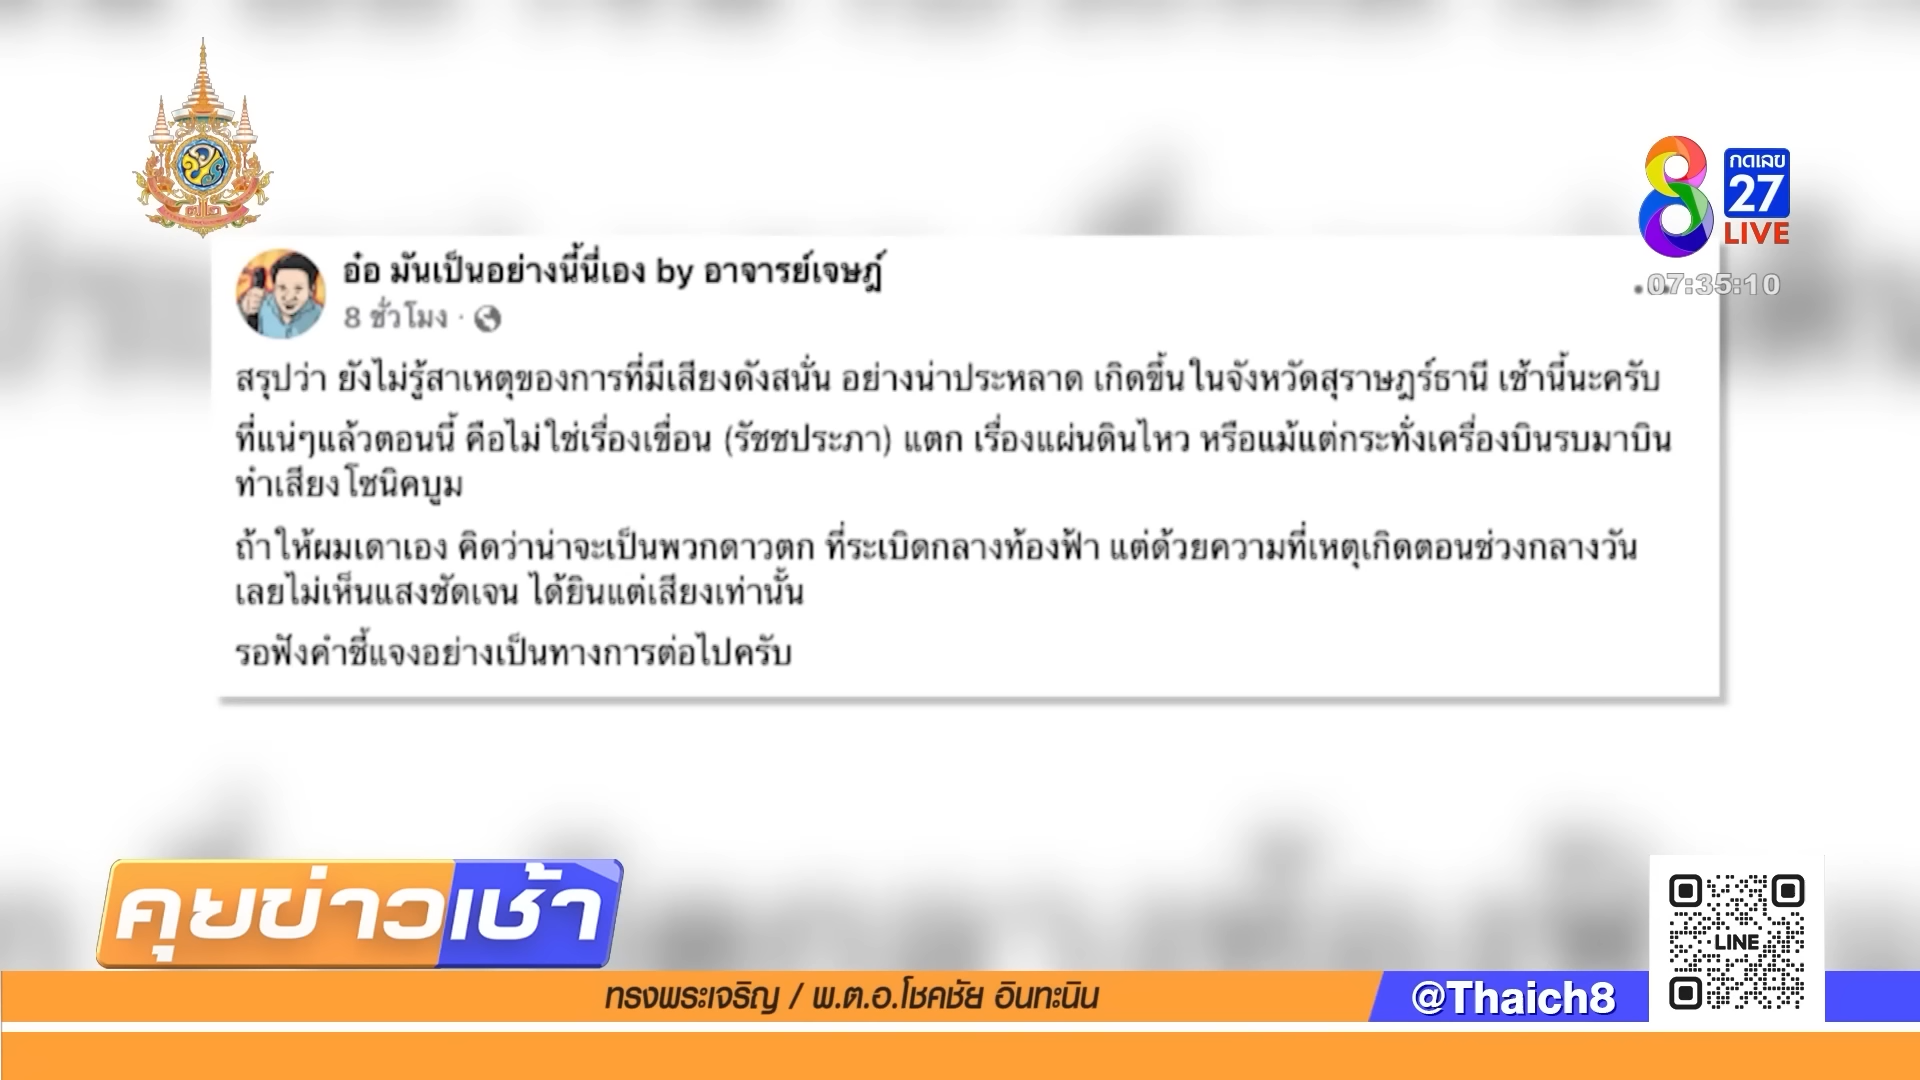 กดเลข
27
LIVE
07:35:10
อ๋อ มันเป็นอย่างนี้นี่เอง by อาจารย์เจษฎ์
8 ชั่วโมง ·
สรุปว่า ยังไม่รู้สาเหตุของการที่มีเสียงดังสนั่น อย่างน่าประหลาด เกิดขึ้นในจังหวัดสุราษฎร์ธานี เช้านี้นะครับ
ที่แน่ๆแล้วตอนนี้ คือไม่ใช่เรื่องเขื่อน (รัชชประภา) แตก เรื่องแผ่นดินไหว หรือแม้แต่กระทั่งเครื่องบินรบมาบิน
ทำเสียงโซนิคบูม
ถ้าให้ผมเดาเอง คิดว่าน่าจะเป็นพวกดาวตก ที่ระเบิดกลางท้องฟ้า แต่ด้วยความที่เหตุเกิดตอนช่วงกลางวัน
เลยไม่เห็นแสงชัดเจน ได้ยินแต่เสียงเท่านั้น
รอฟังคำชี้แจงอย่างเป็นทางการต่อไปครับ
คุยข่าวเช้า
ทรงพระเจริญ / พ.ต.อ.โชคชัย อินทะนิน
@Thaich8
LINE